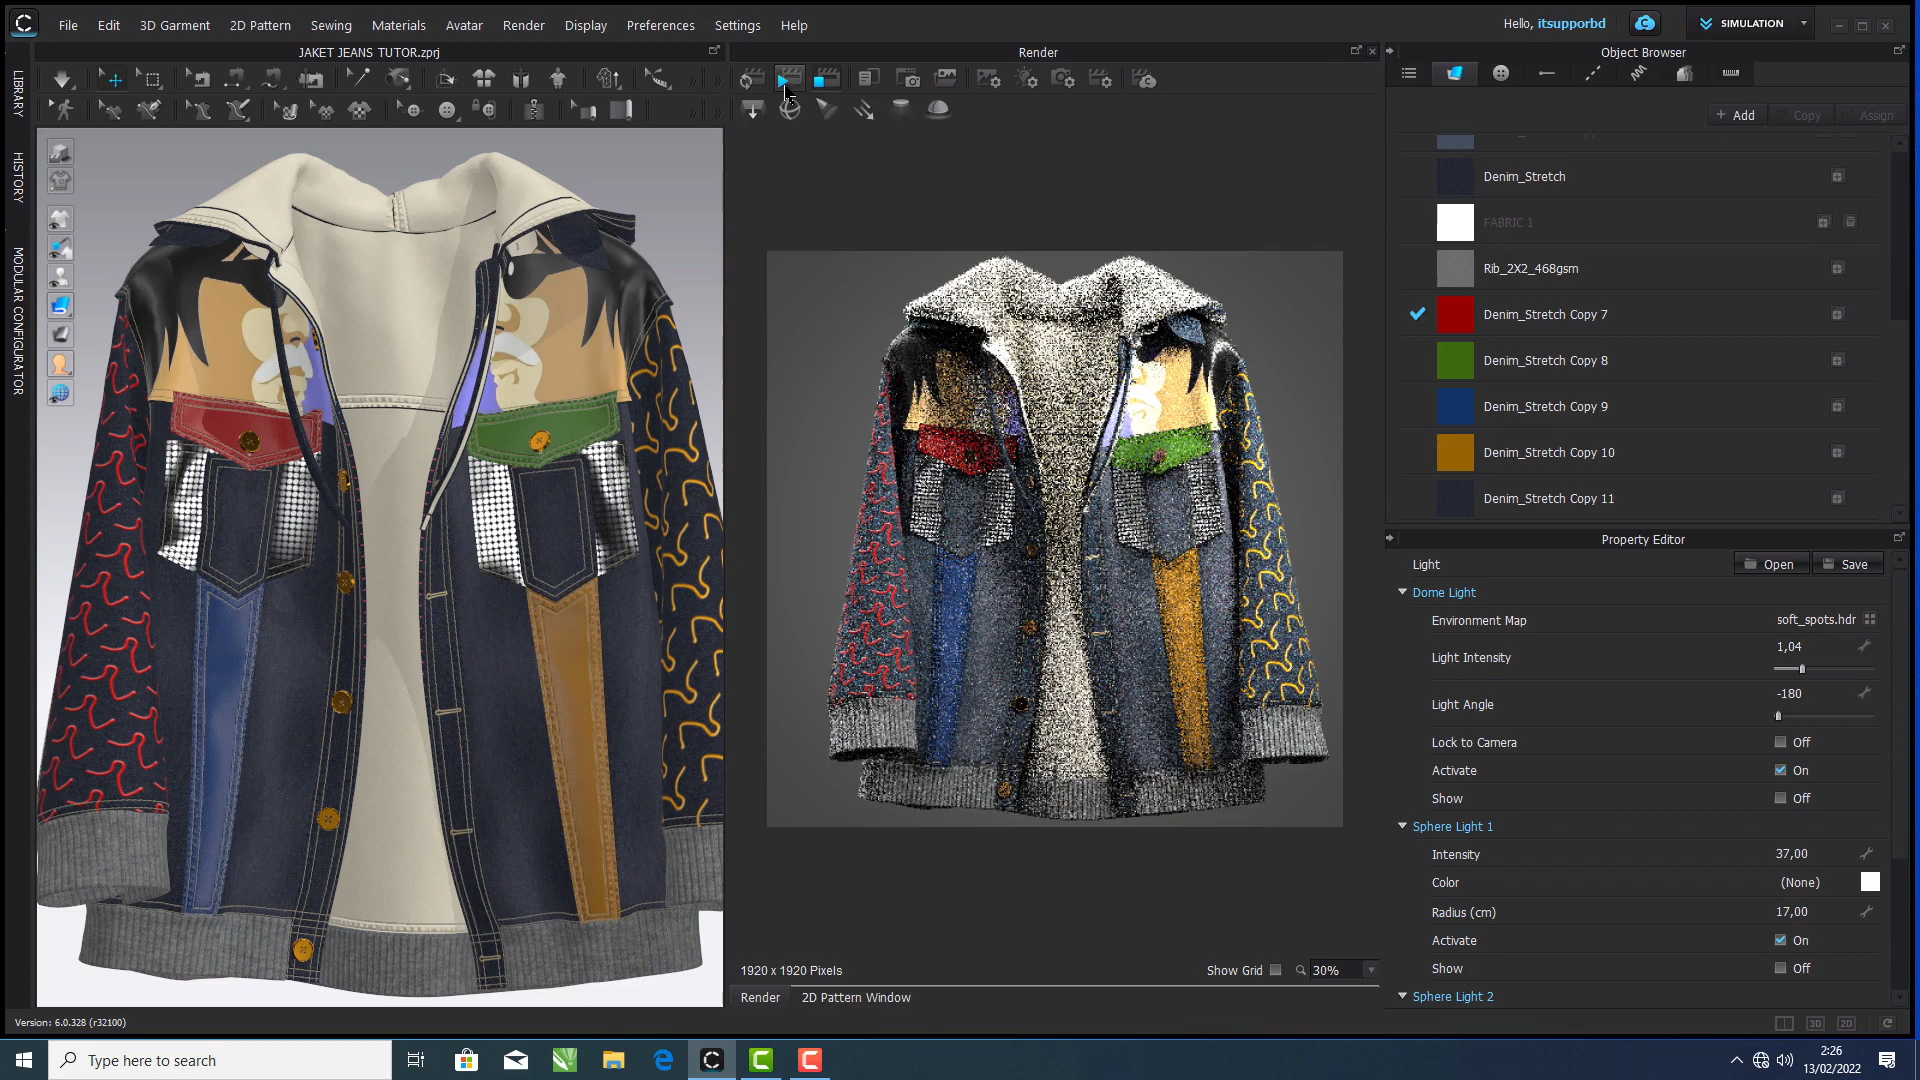 File Edit 3D Garment 2D Pattern Sewing Materials Avatar Render Display Preferences Settings Help
Hello, itsupporbd
SIMULATION
JAKET JEANS TUTOR.zprj
Render
Object Browser
LIBRARY
HISTORY
MODULAR CONFIGURATOR
+ Add Copy Assign
Denim_Stretch
FABRIC 1
Rib_2X2_468gsm
Denim_Stretch Copy 7
Denim_Stretch Copy 8
Denim_Stretch Copy 9
Denim_Stretch Copy 10
Denim_Stretch Copy 11
Property Editor
Light Open Save
Dome Light
Environment Map soft_spots.hdr
Light Intensity 1,04
Light Angle -180
Lock to Camera Off
Activate On
Show Off
Sphere Light 1
Intensity 37,00
Color (None)
Radius (cm) 17,00
Activate On
Show Off
Sphere Light 2
1920 x 1920 Pixels
Show Grid 30%
Render 2D Pattern Window
Version: 6.0.328 (r32100)
3D 2D
Type here to search
2:26
13/02/2022